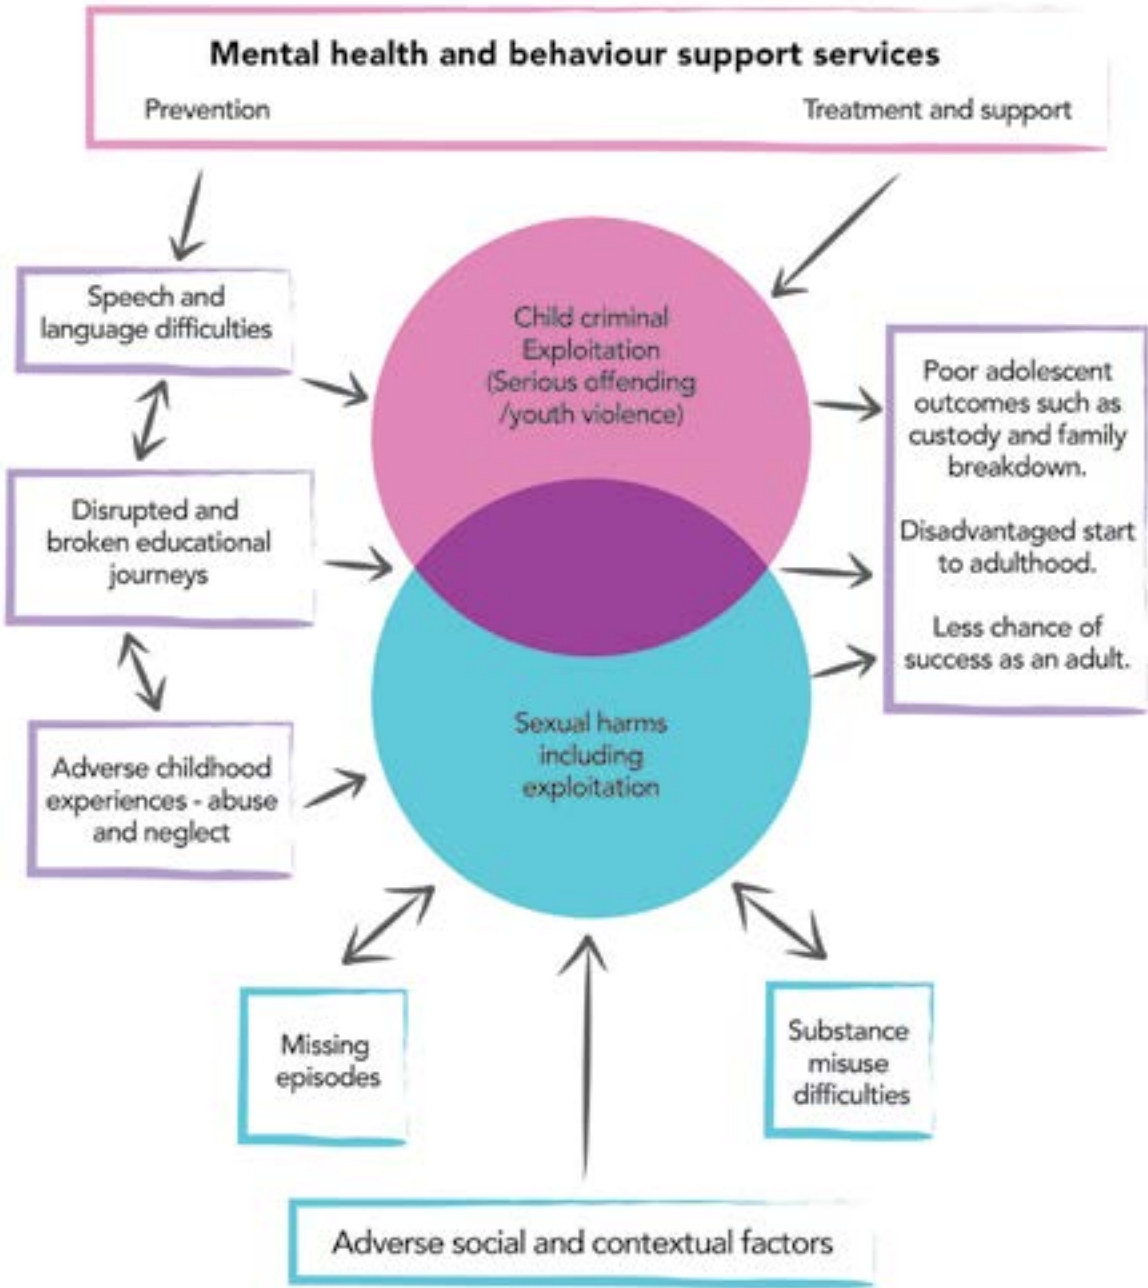 Mental health and behaviour support services
Prevention
Treatment and support
Speech and
language difficulties
Child criminal
Exploitation
(Serious offending
/youth violence)
Poor adolescent
outcomes such as
custody and family
breakdown.
Disadvantaged start
to adulthood.
Less chance of
success as an adult.
Disrupted and
broken educational
journeys
Sexual harms
including
exploitation
Adverse childhood
experiences - abuse
and neglect
Missing
episodes
Substance
misuse
difficulties
Adverse social and contextual factors